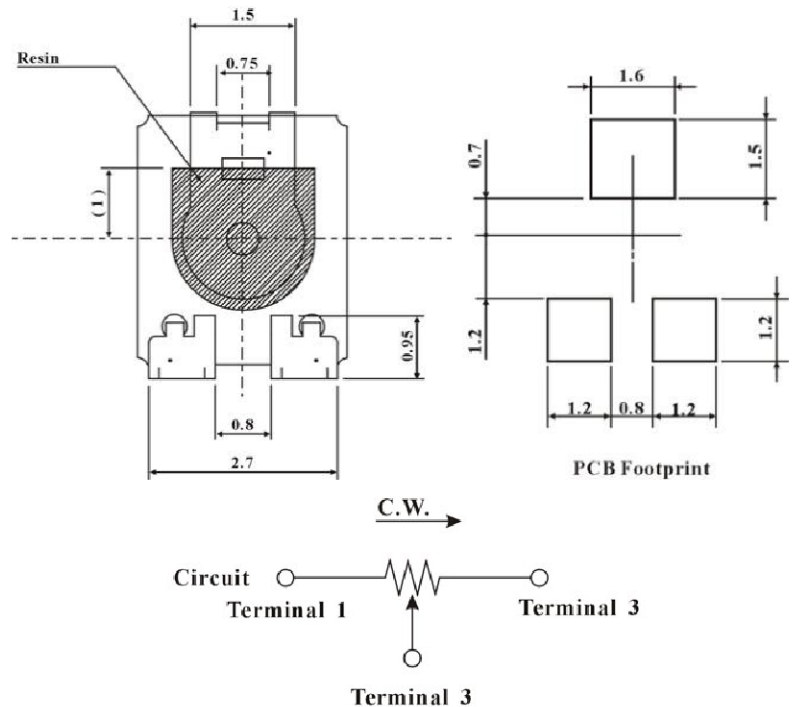 1.5
Resin
0.75
(1)
0.95
0.8
2.7
1.6
0.7
1.5
1.2
1.2
1.2 0.8 1.2
PCB Footprint
C.W.
Circuit
Terminal 1
Terminal 3
Terminal 3